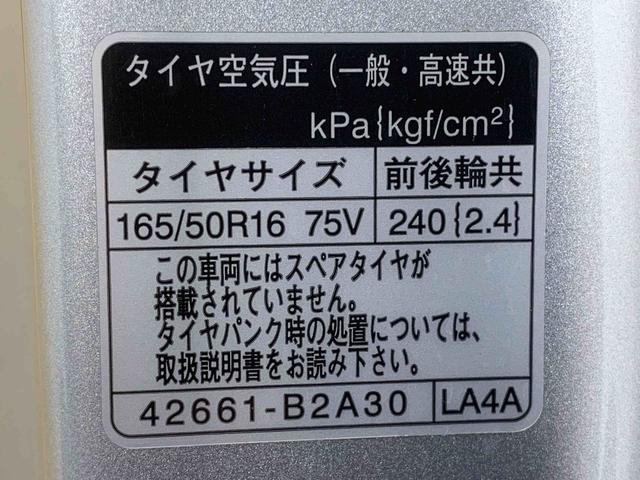 タイヤ空気圧（一般・高速共）
kPa{kgf/cm²}
タイヤサイズ 前後輪共
165/50R16 75V 240{2.4}
この車両にはスペアタイヤが
搭載されていません。
タイヤパンク時の処置については、
取扱説明書をお読み下さい。
42661-B2A30 LA4A